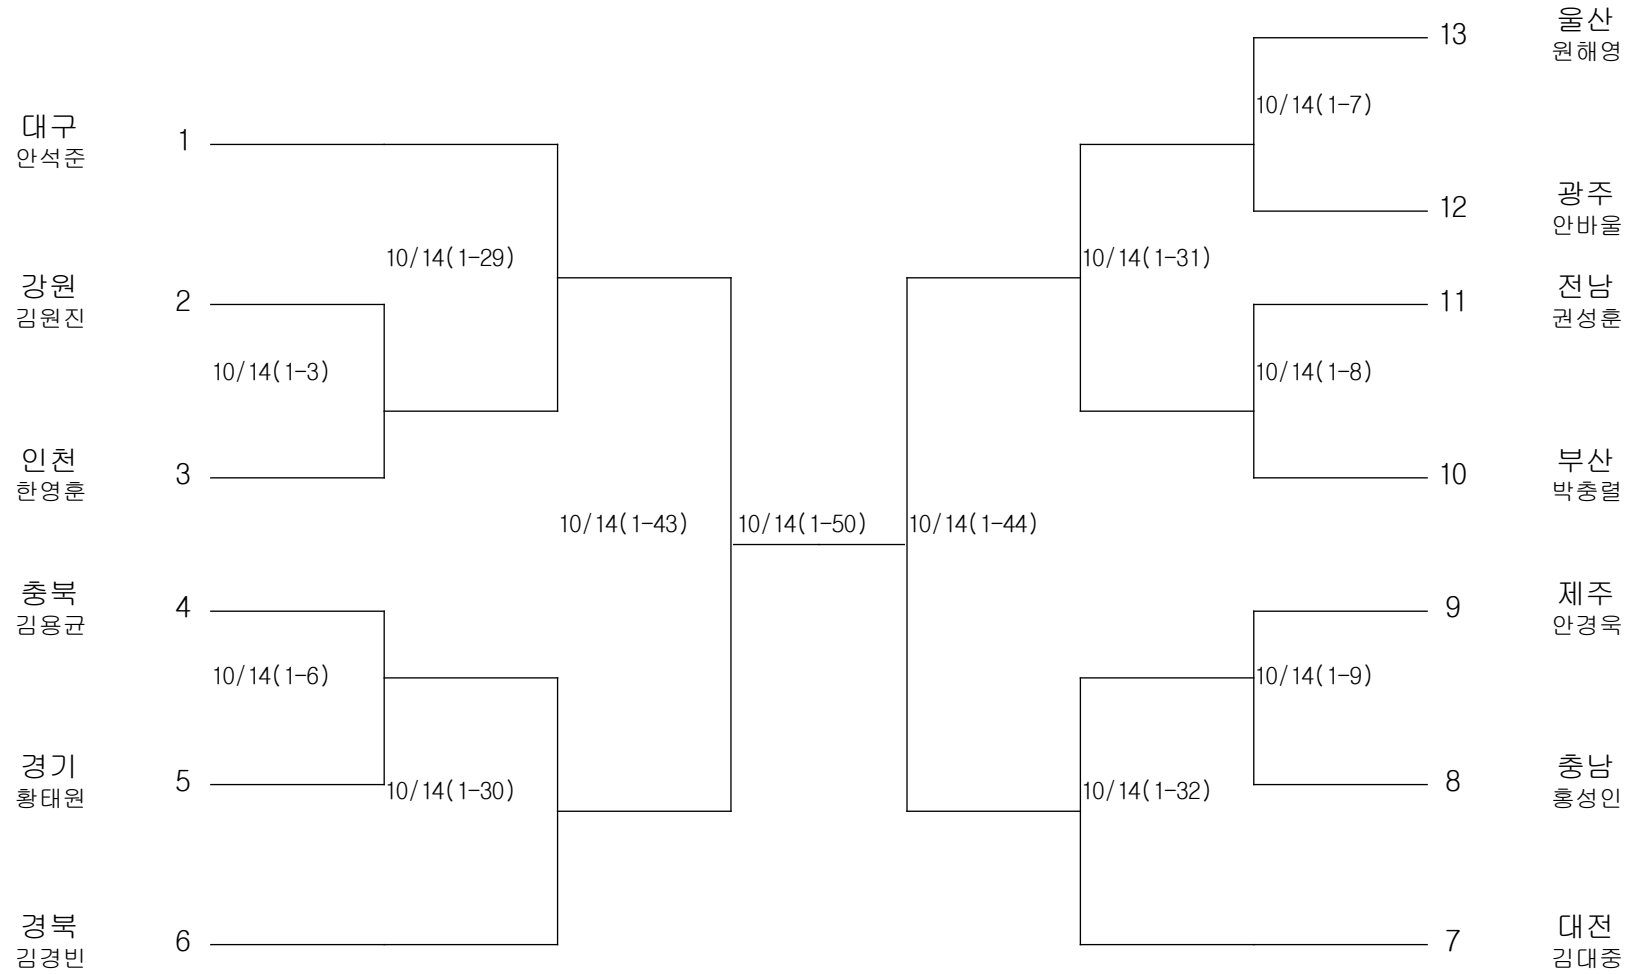 대구
안석준
1
10/14(1-29)
강원
김원진
2
10/14(1-3)
인천
한영훈
3
10/14(1-43)
충북
김용균
4
10/14(1-6)
경기
황태원
5
10/14(1-30)
경북
김경빈
6
10/14(1-50)
13
울산
원해영
10/14(1-7)
12
광주
안바울
10/14(1-31)
11
전남
권성훈
10/14(1-8)
10
부산
박충렬
10/14(1-44)
9
제주
안경욱
10/14(1-9)
8
충남
홍성인
10/14(1-32)
7
대전
김대중